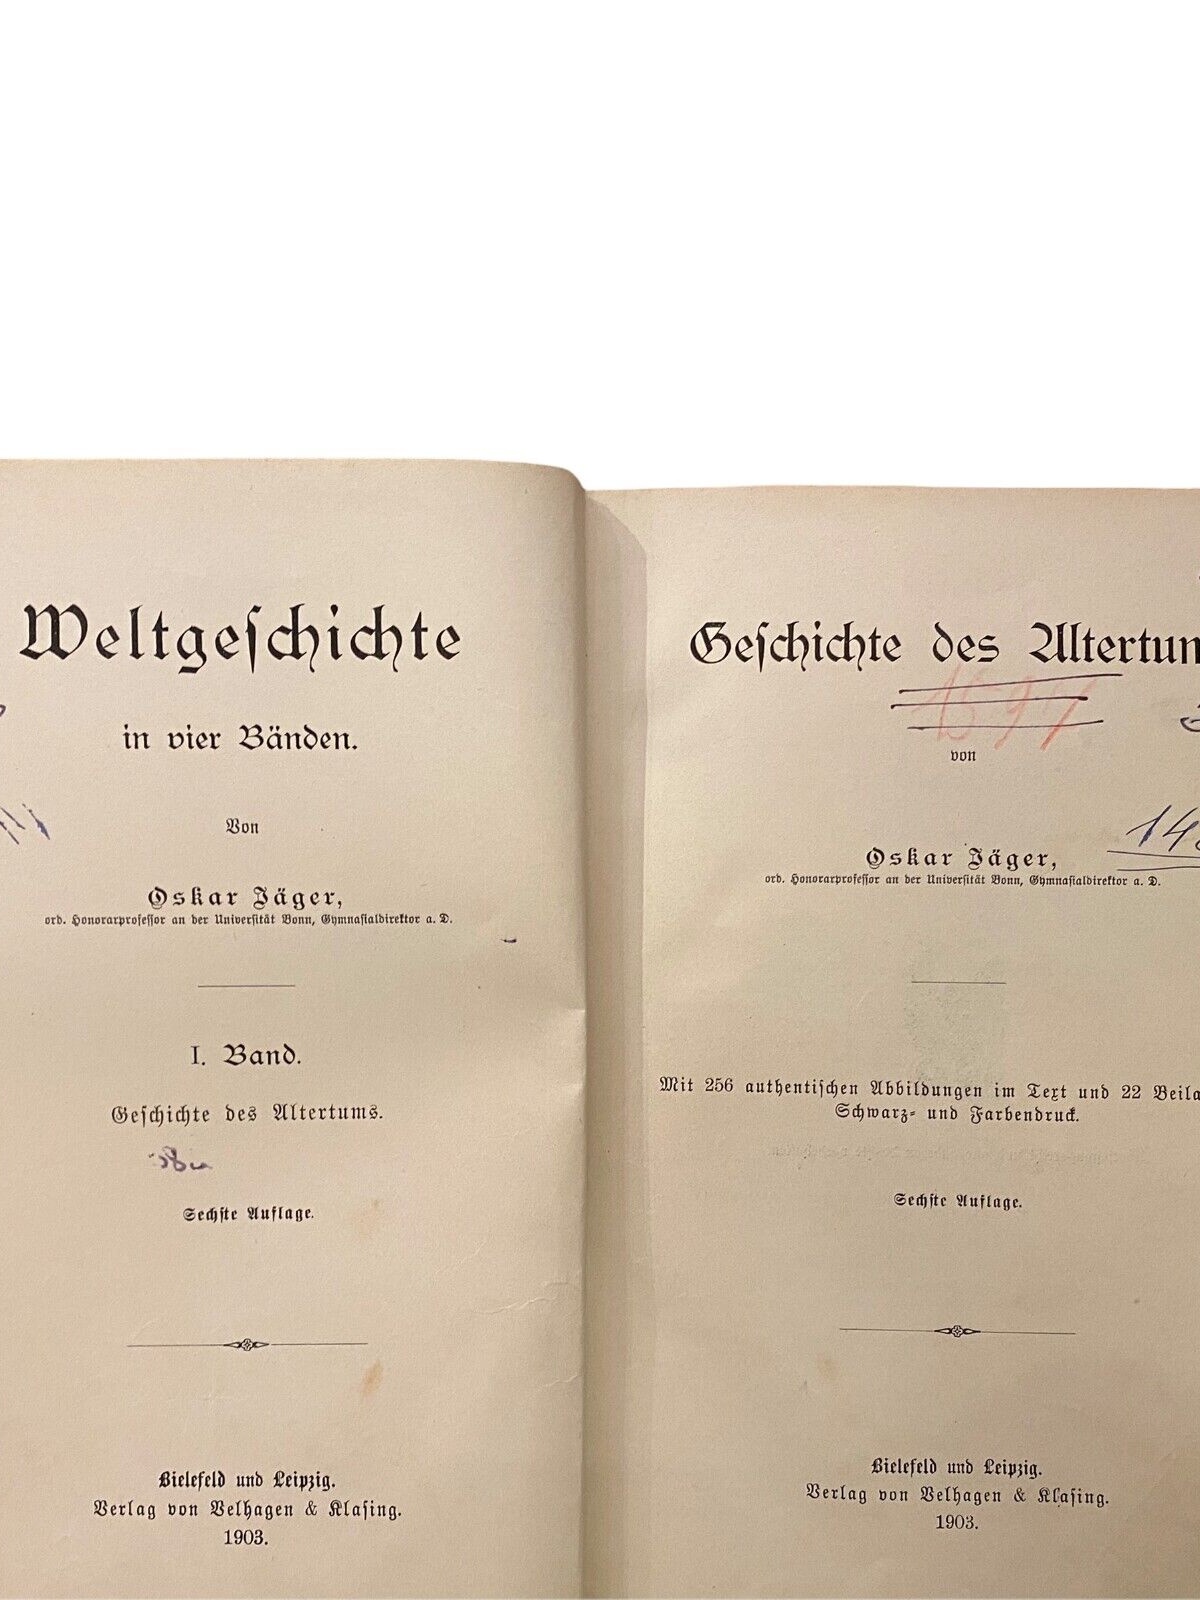 Weltgeſchichte
in vier Bänden.
Von
Oskar Jäger,
ord. Honorarprofeſſor an der Univerſität Bonn, Gymnaſialdirektor a. D.
I. Band.
Geſchichte des Altertums.
Sechſte Auflage.
Bielefeld und Leipzig.
Verlag von Velhagen & Klaſing.
1903.
Geſchichte des Altertum
1597
von
Oskar Jäger,
ord. Honorarprofeſſor an der Univerſität Bonn, Gymnaſialdirektor a. D.
Mit 256 authentiſchen Abbildungen im Text und 22 Beila
Schwarz- und Farbendruck.
Sechſte Auflage.
Bielefeld und Leipzig.
Verlag von Velhagen & Klaſing.
1903.